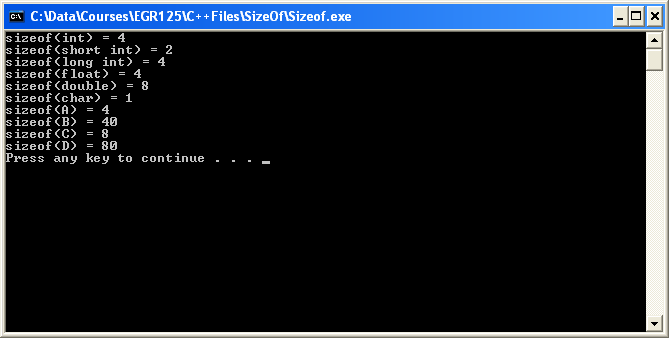 C:\Data\Courses\EGR125\C++Files\SizeOf\Sizeof.exe
sizeof(int) = 4
sizeof(short int) = 2
sizeof(long int) = 4
sizeof(float) = 4
sizeof(double) = 8
sizeof(char) = 1
sizeof(A) = 4
sizeof(B) = 40
sizeof(C) = 8
sizeof(D) = 80
Press any key to continue . . . _